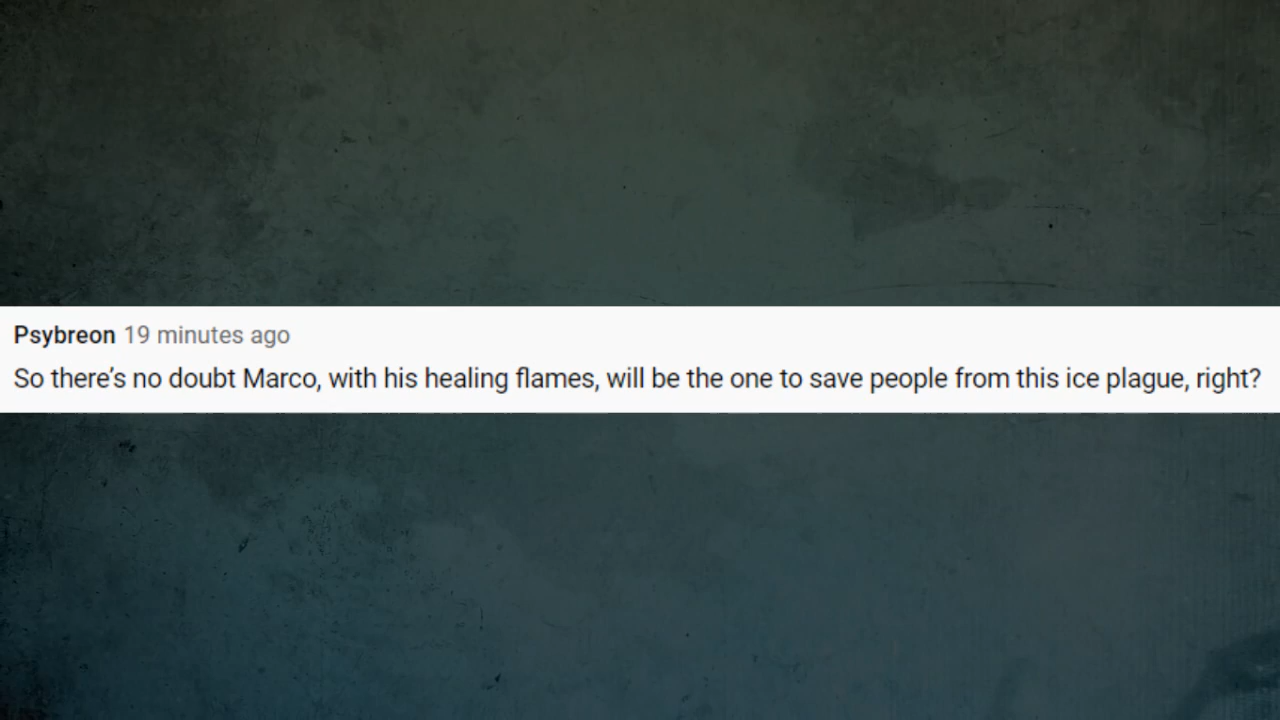 Psybreon 19 minutes ago
So there’s no doubt Marco, with his healing flames, will be the one to save people from this ice plague, right?